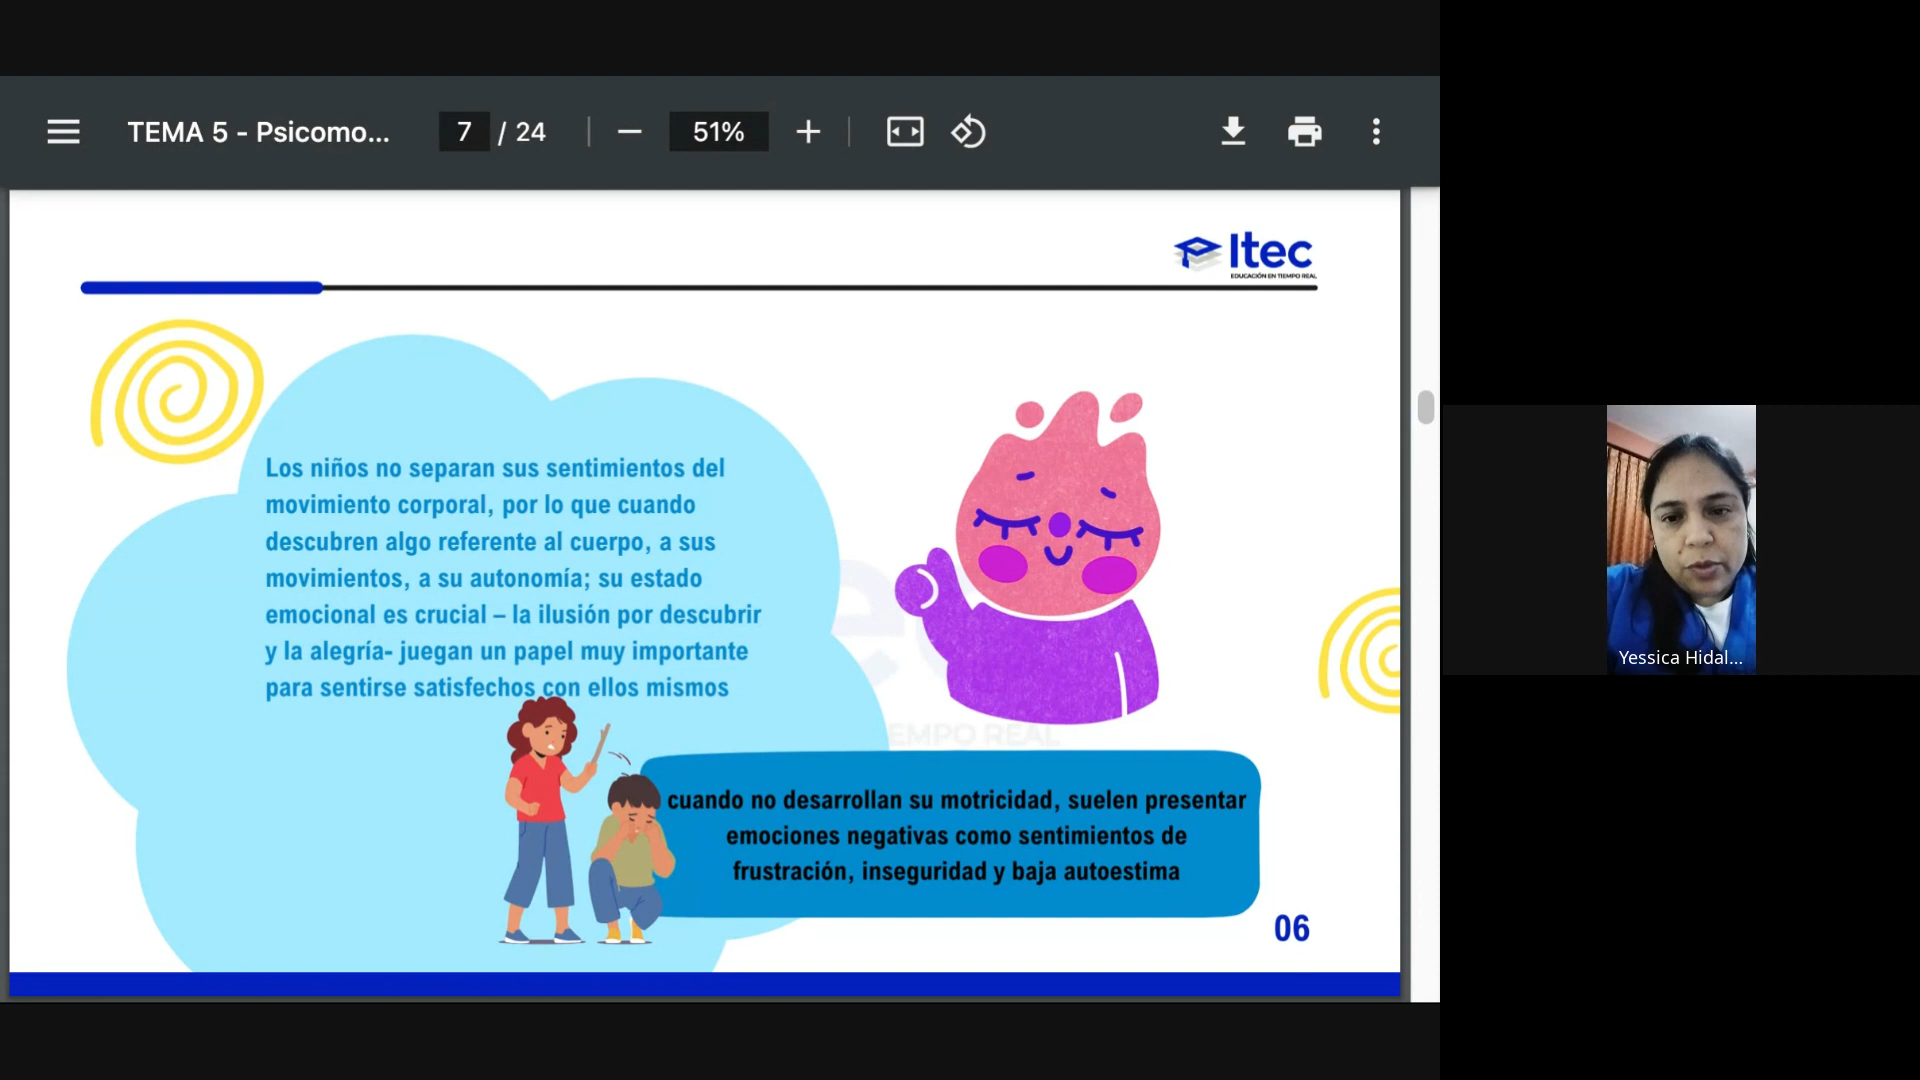 TEMA 5 - Psicomo...
7 / 24
51%
Itec
EDUCACIÓN EN TIEMPO REAL
Los niños no separan sus sentimientos del
movimiento corporal, por lo que cuando
descubren algo referente al cuerpo, a sus
movimientos, a su autonomía; su estado
emocional es crucial – la ilusión por descubrir
y la alegría- juegan un papel muy importante
para sentirse satisfechos con ellos mismos
EMPO REAL
cuando no desarrollan su motricidad, suelen presentar
emociones negativas como sentimientos de
frustración, inseguridad y baja autoestima
06
Yessica Hidal...